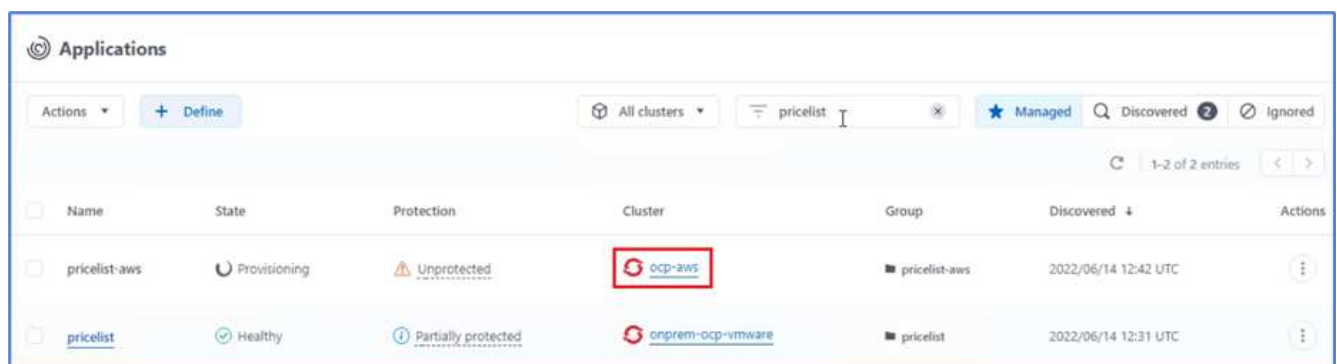 Applications
Actions + Define All clusters pricelist Managed Discovered 2 Ignored
1-2 of 2 entries < >
Name State Protection Cluster Group Discovered ↓ Actions
pricelist-aws Provisioning Unprotected ocp-aws pricelist-aws 2022/06/14 12:42 UTC
pricelist Healthy Partially protected onprem-ocp-vmware pricelist 2022/06/14 12:31 UTC